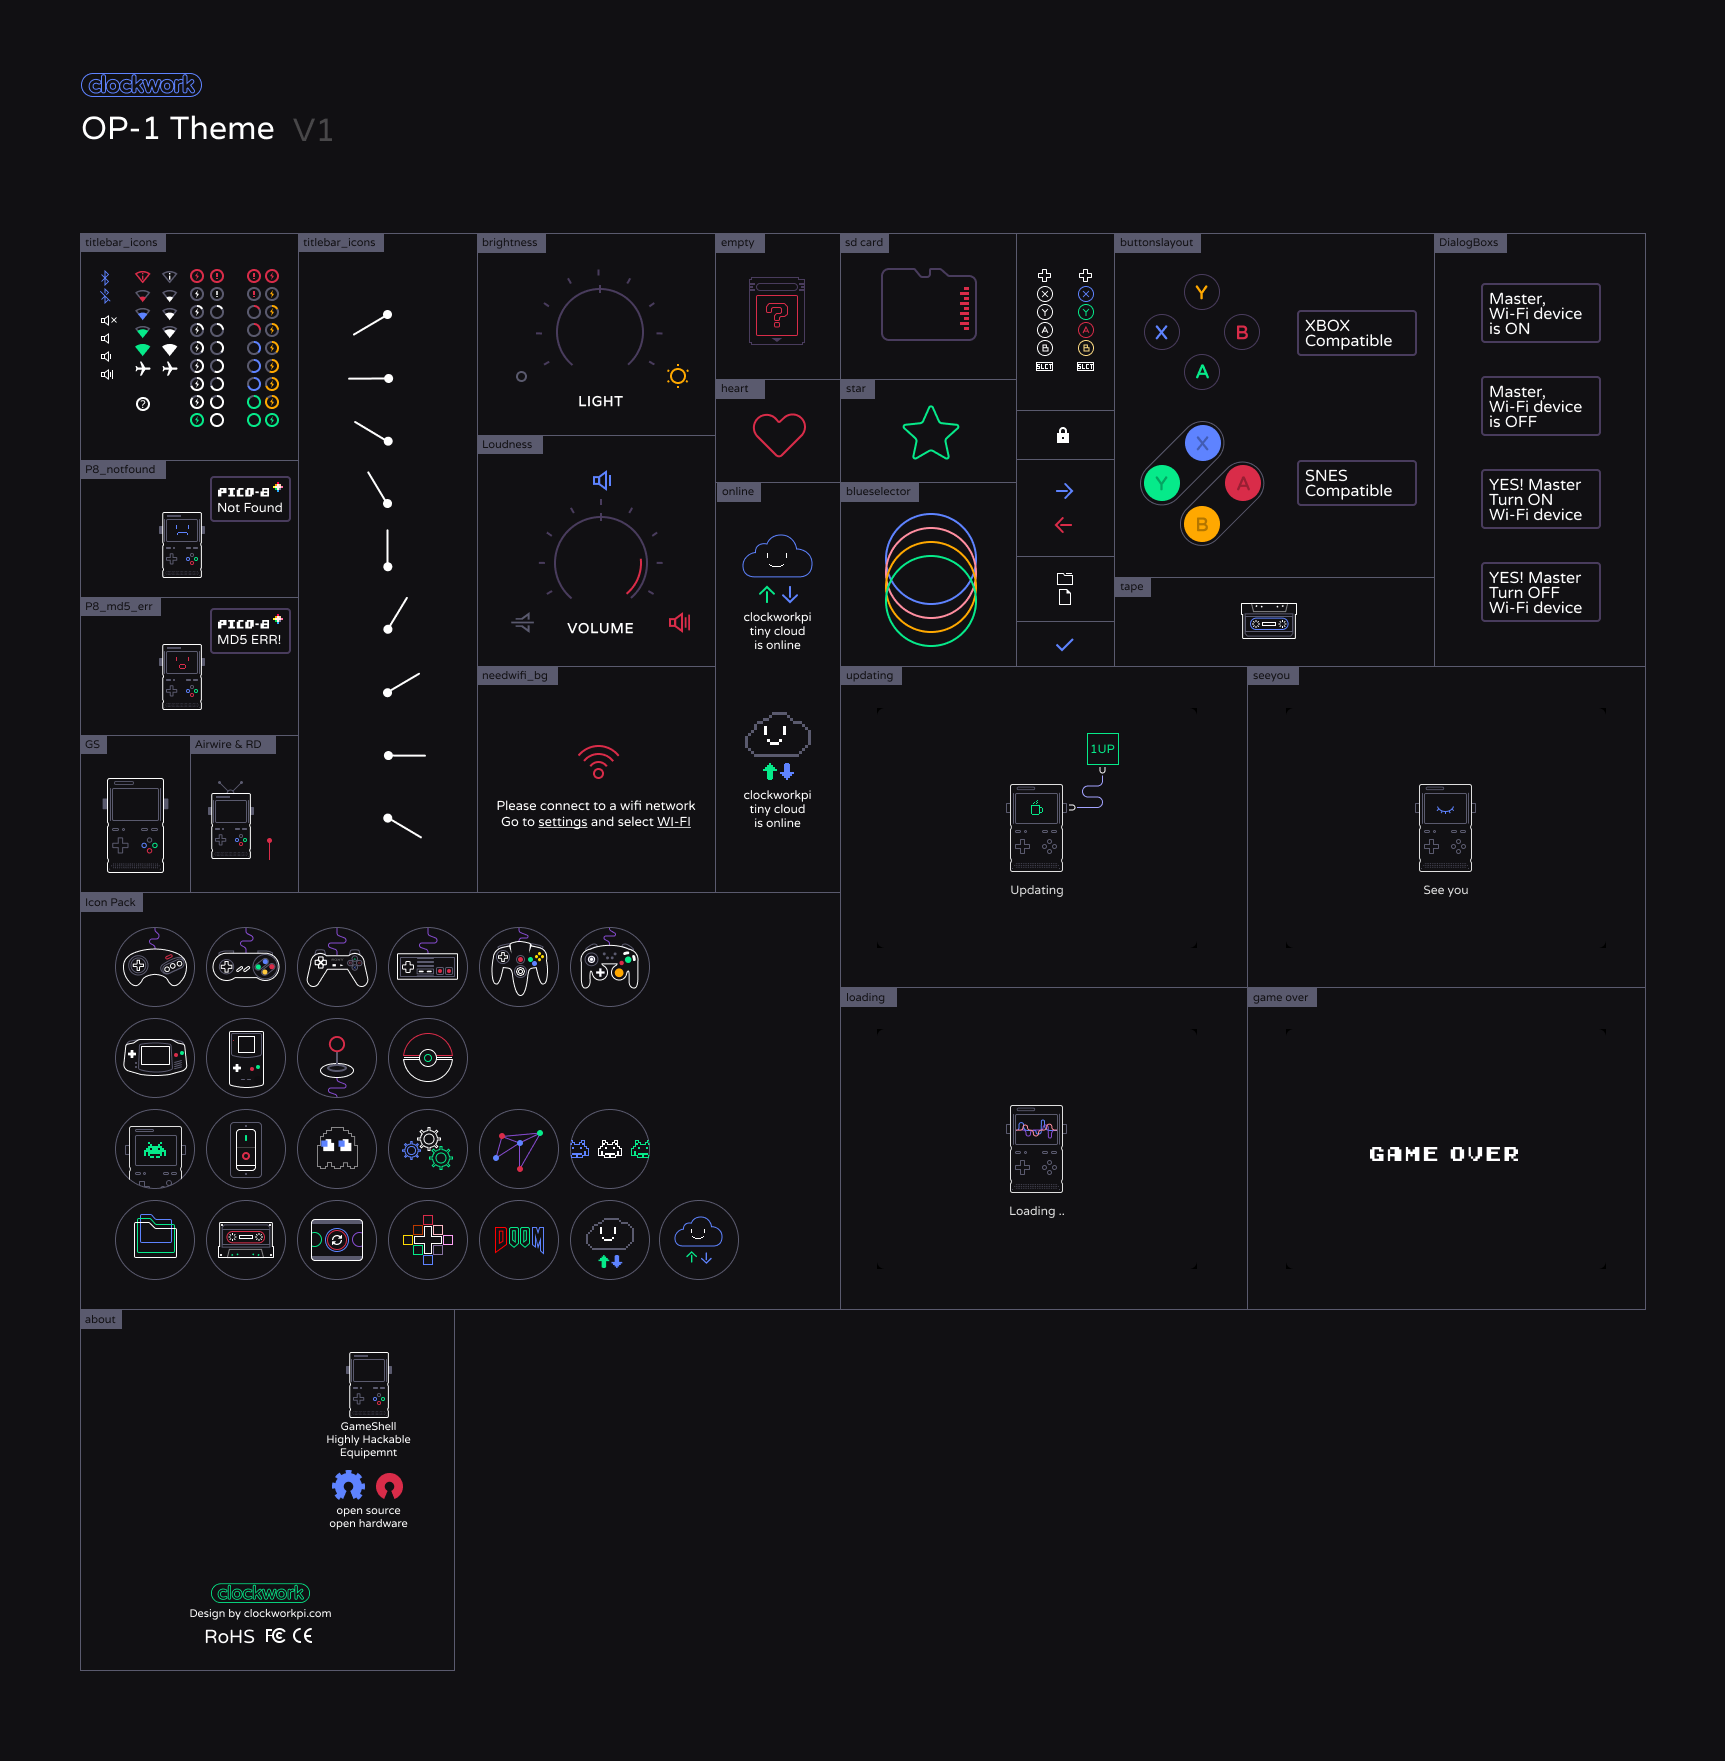 clockwork
OP-1 Theme V1
titlebar_icons
titlebar_icons
brightness
empty
sd card
buttonslayout
DialogBoxs
?
LIGHT
?
X
Y
A
B
SLCT
X
Y
A
B
SLCT
Y
X
B
A
XBOX
Compatible
X
Y
A
B
SNES
Compatible
Master,
Wi-Fi device
is ON
Master,
Wi-Fi device
is OFF
YES! Master
Turn ON
Wi-Fi device
YES! Master
Turn OFF
Wi-Fi device
heart
star
Loudness
VOLUME
P8_notfound
PICO-8
Not Found
P8_md5_err
PICO-8
MD5 ERR!
online
clockworkpi
tiny cloud
is online
clockworkpi
tiny cloud
is online
blueselector
tape
needwifi_bg
Please connect to a wifi network
Go to settings and select WI-FI
updating
1UP
Updating
seeyou
See you
GS
Airwire & RD
Icon Pack
DOOM
loading
Loading ..
game over
GAME OVER
about
GameShell
Highly Hackable
Equipemnt
open source
open hardware
clockwork
Design by clockworkpi.com
RoHS FC CE